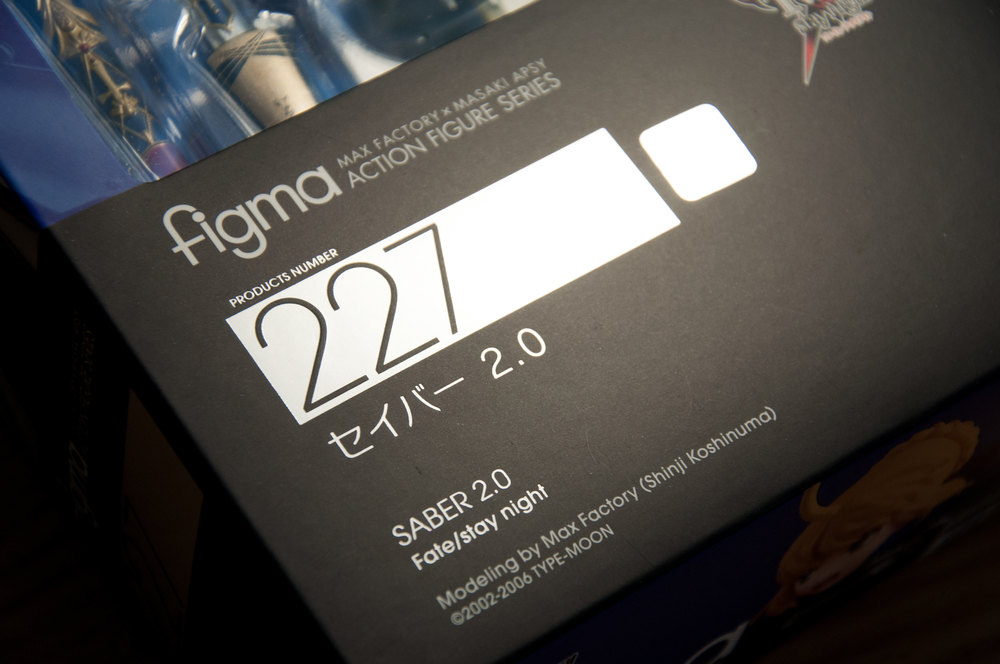 figma
MAX FACTORY × MASAKI APSY
ACTION FIGURE SERIES
PRODUCTS NUMBER
227
セイバー 2.0
SABER 2.0
Fate/stay night
Modeling by Max Factory (Shinji Koshinuma)
©2002-2006 TYPE-MOON